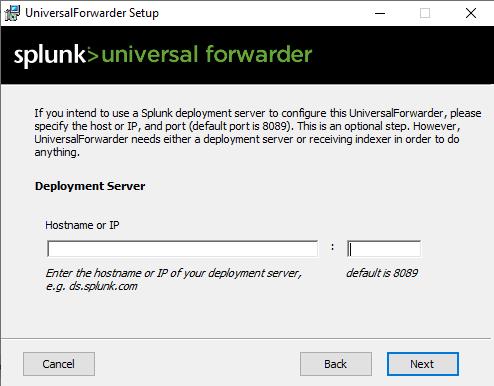 UniversalForwarder Setup
splunk> universal forwarder
If you intend to use a Splunk deployment server to configure this UniversalForwarder, please
specify the host or IP, and port (default port is 8089). This is an optional step. However,
UniversalForwarder needs either a deployment server or receiving indexer in order to do
anything.
Deployment Server
Hostname or IP
:
Enter the hostname or IP of your deployment server, default is 8089
e.g. ds.splunk.com
Cancel Back Next